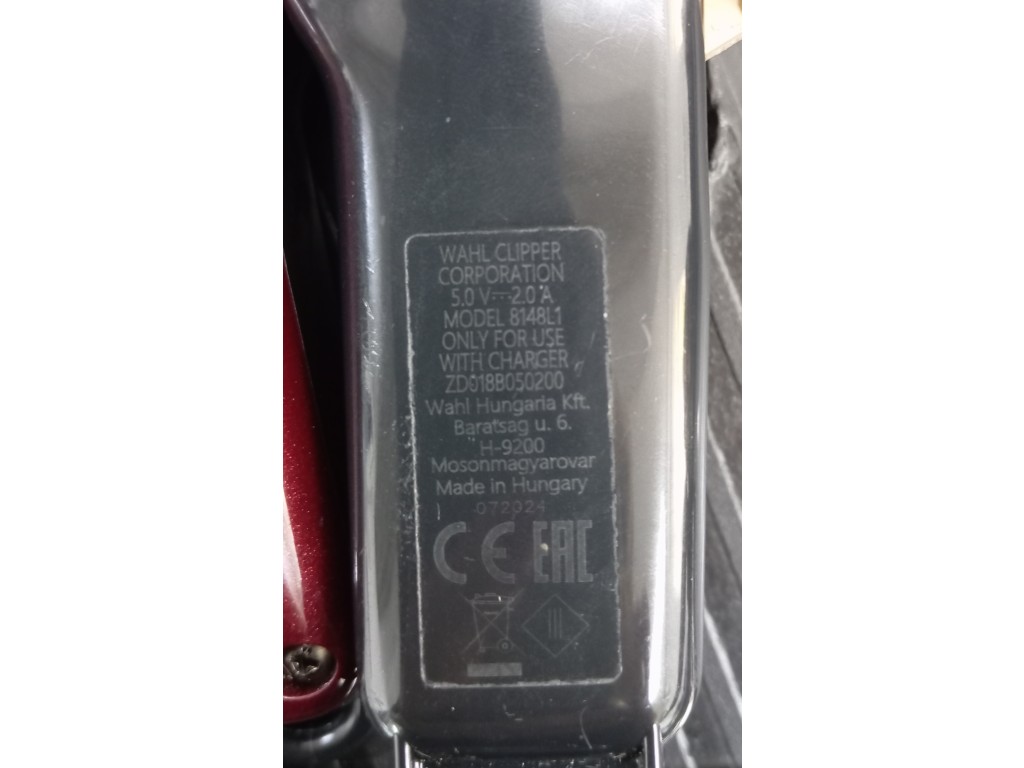 WAHL CLIPPER
CORPORATION
5.0 V⎓2.0 A
MODEL 8148L1
ONLY FOR USE
WITH CHARGER
ZD018B050200
Wahl Hungaria Kft.
Baratsag u. 6.
H-9200
Mosonmagyarovar
Made in Hungary
072024
CE EAC